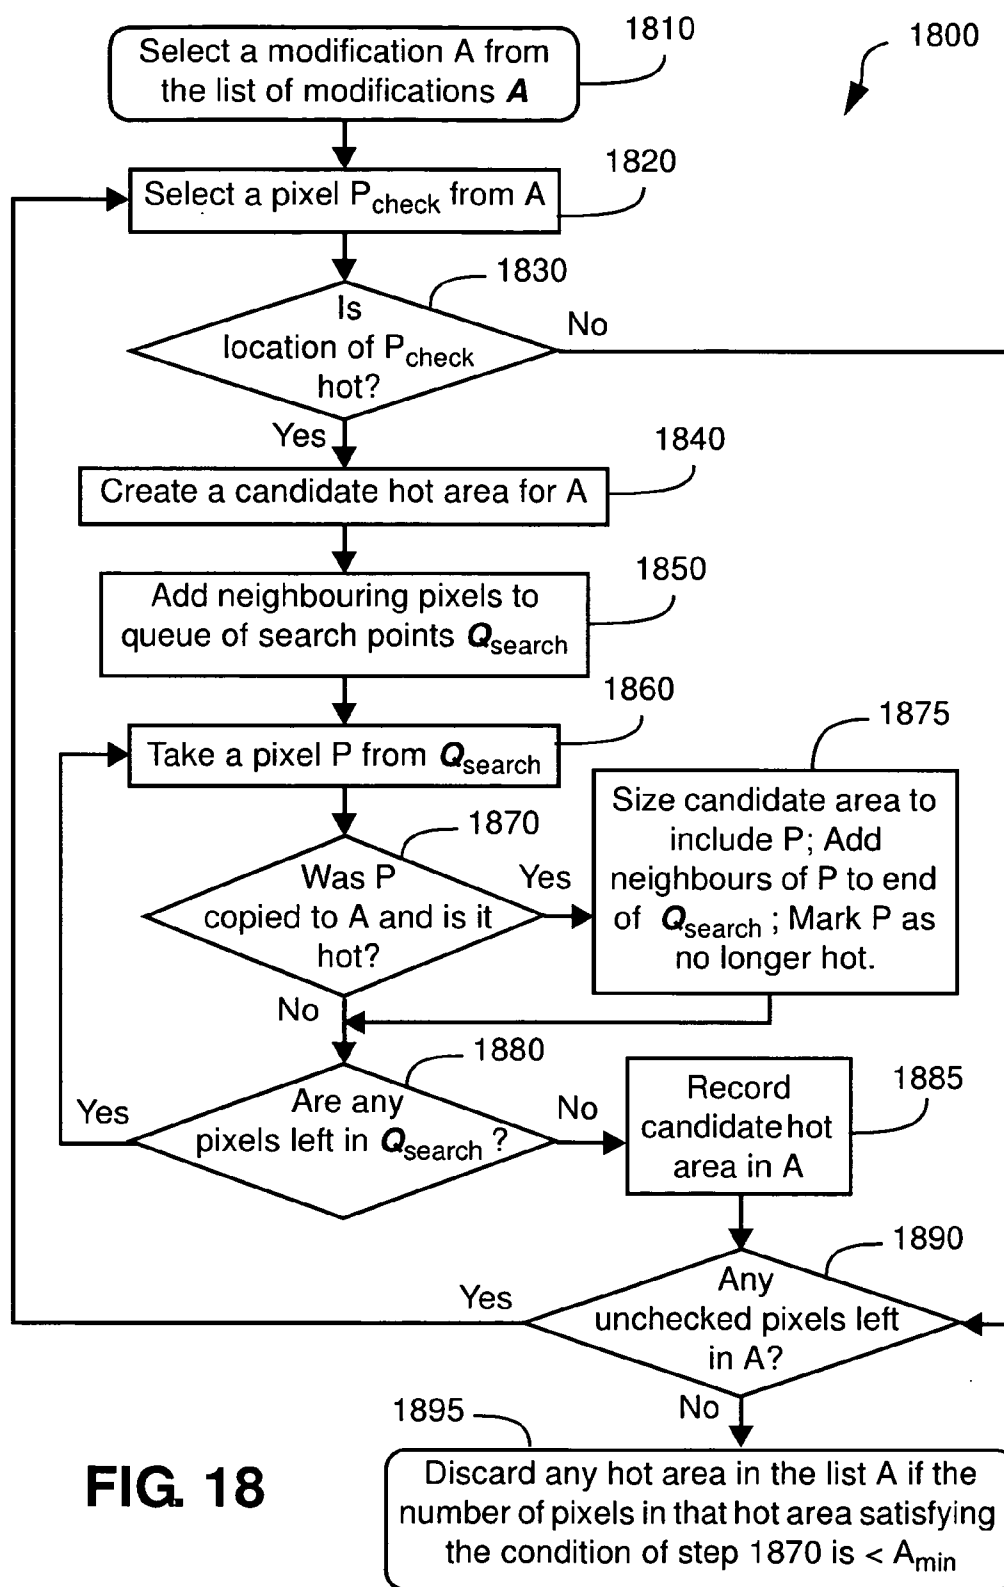 1810
1800
Select a modification A from
the list of modifications A
1820
Select a pixel Pcheck from A
1830
Is
location of Pcheck
hot?
No
Yes
1840
Create a candidate hot area for A
1850
Add neighbouring pixels to
queue of search points Qsearch
1860
Take a pixel P from Qsearch
1875
Size candidate area to
include P; Add
neighbours of P to end
of Qsearch ; Mark P as
no longer hot.
1870
Was P
copied to A and is it
hot?
Yes
No
1880
Are any
pixels left in Qsearch ?
Yes
No
1885
Record
candidate hot
area in A
1890
Any
unchecked pixels left
in A?
Yes
No
1895
Discard any hot area in the list A if the
number of pixels in that hot area satisfying
the condition of step 1870 is < Amin
FIG. 18